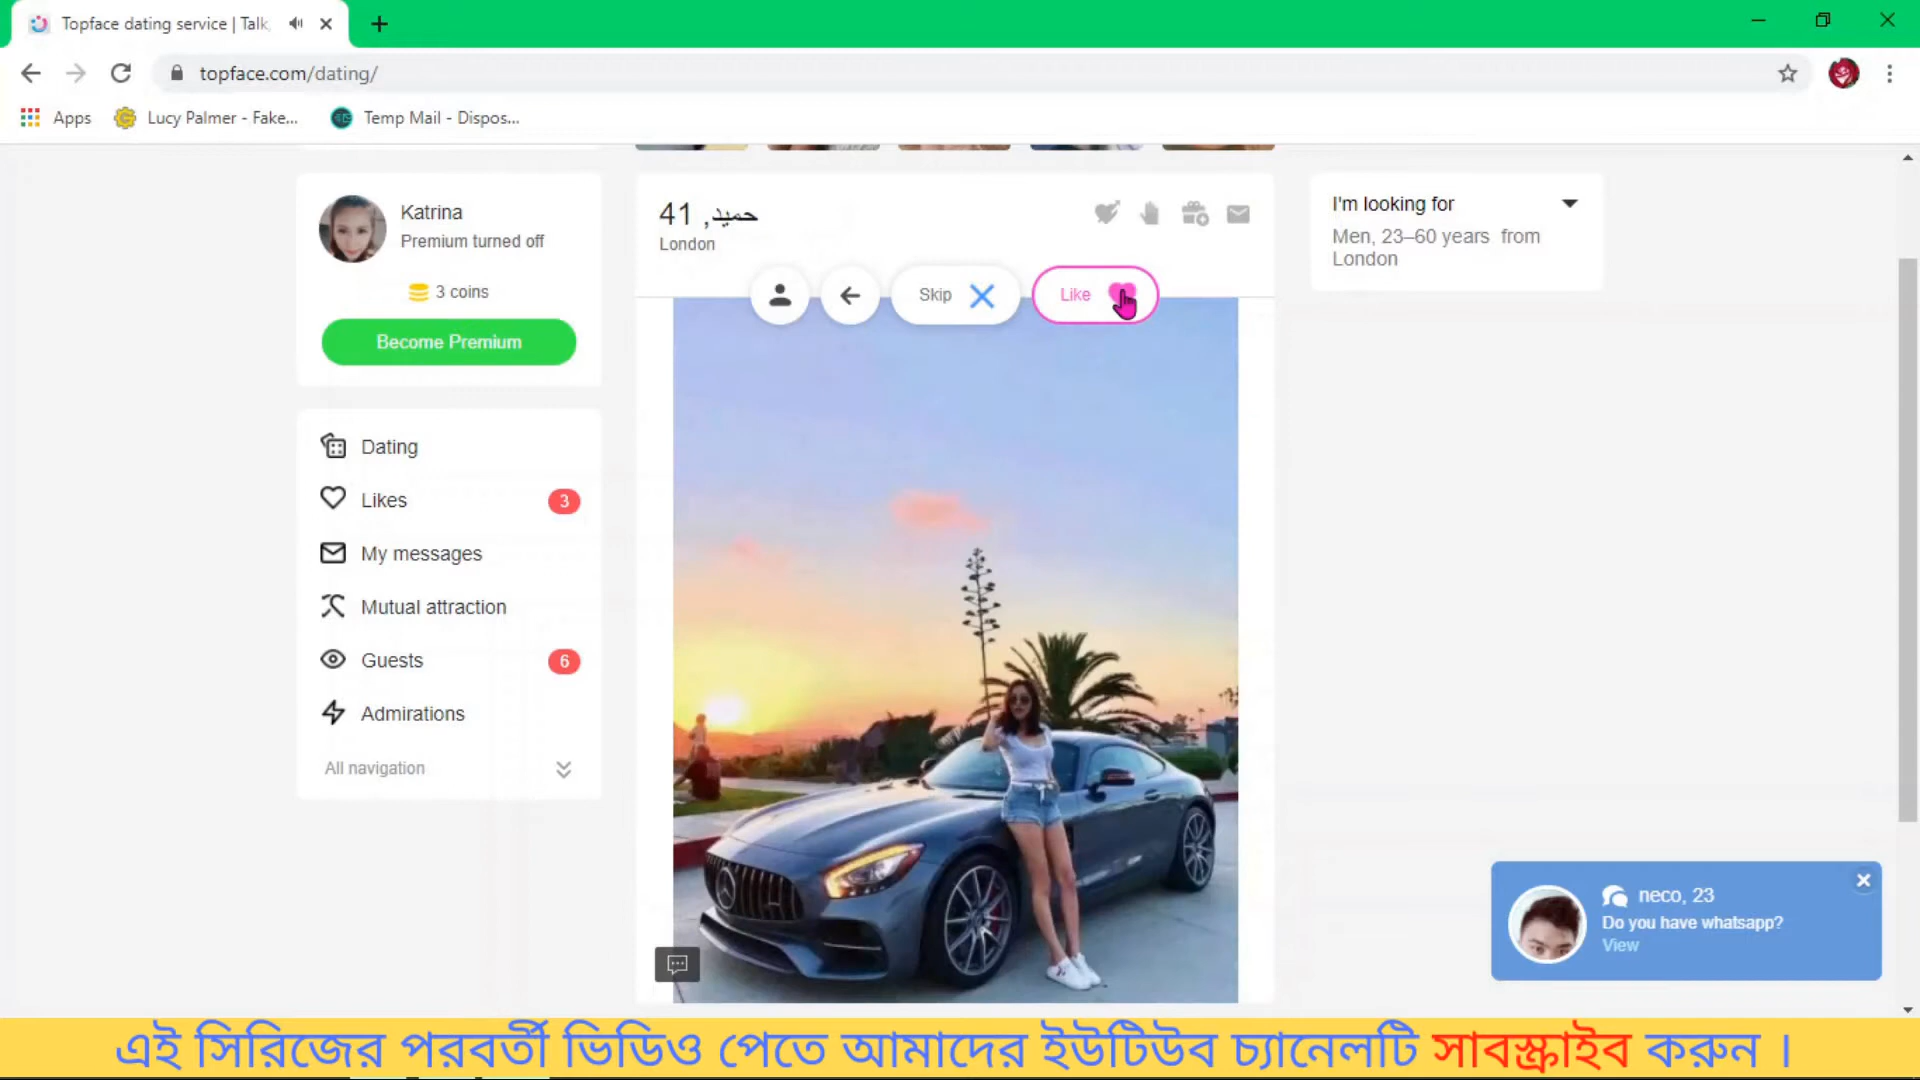 Topface dating service | Talk
topface.com/dating/
Apps
Lucy Palmer - Fake...
Temp Mail - Dispos...
Katrina
Premium turned off
3 coins
Become Premium
Dating
Likes
3
My messages
Mutual attraction
Guests
6
Admirations
All navigation
حمید, 41
London
Skip
Like
I'm looking for
Men, 23–60 years from
London
neco, 23
Do you have whatsapp?
View
এই সিরিজের পরবর্তী ভিডিও পেতে আমাদের ইউটিউব চ্যানেলটি সাবস্ক্রাইব করুন ।